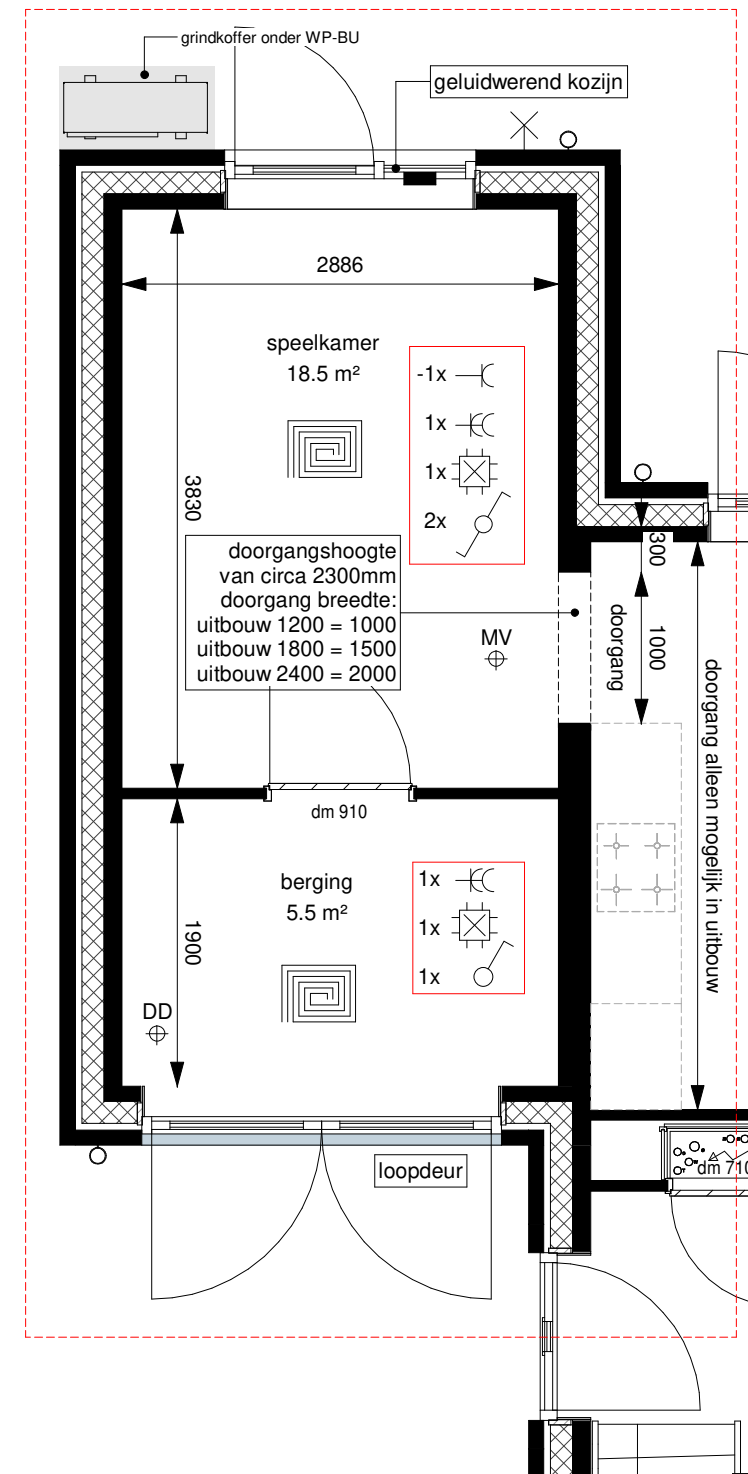 grindkoffer onder WP-BU
geluidwerend kozijn
2886
speelkamer
18.5 m²
-1x
1x
1x
2x
3830
doorgangshoogte
van circa 2300mm
doorgang breedte:
uitbouw 1200 = 1000
uitbouw 1800 = 1500
uitbouw 2400 = 2000
MV
300
1000
doorgang
doorgang alleen mogelijk in uitbouw
dm 910
berging
5.5 m²
1x
1x
1x
1900
DD
loopdeur
dm 710